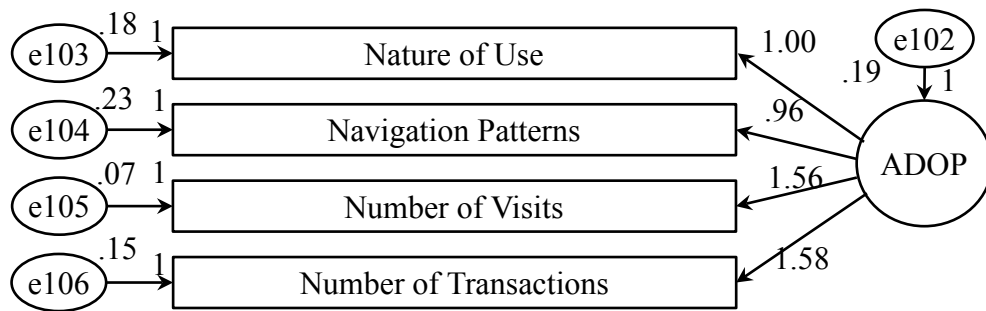 .18
e103
1
Nature of Use
1.00
e102
.19
1
.23
e104
1
Navigation Patterns
.96
ADOP
.07
e105
1
Number of Visits
1.56
.15
e106
1
Number of Transactions
1.58